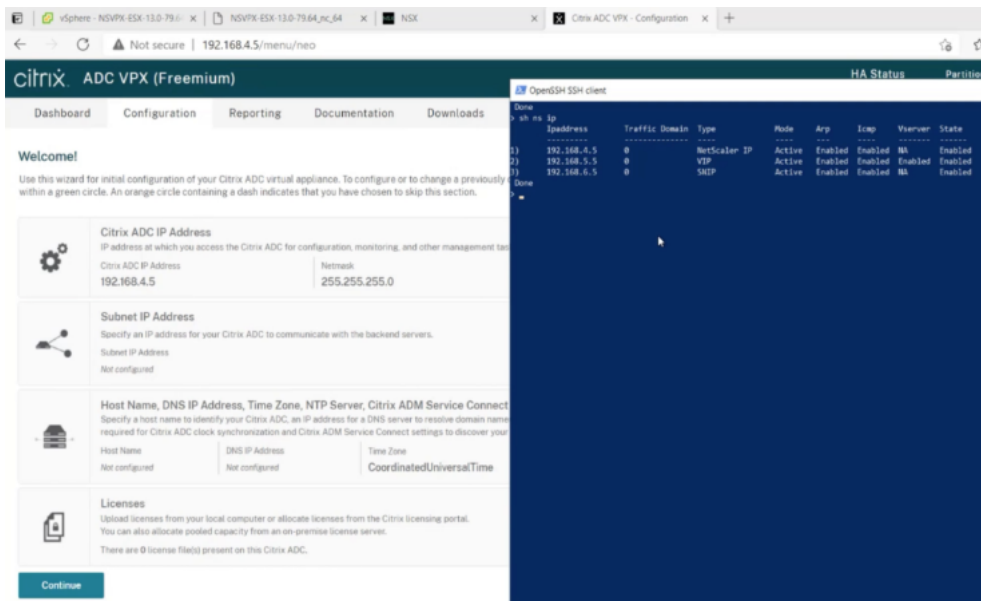 vSphere - NSVPX-ESX-13.0-79.6
NSVPX-ESX-13.0-79.64_nc_64
NSX
Citrix ADC VPX - Configuration
Not secure | 192.168.4.5/menu/neo
citrix. ADC VPX (Freemium)
HA Status
Partitio
Dashboard Configuration Reporting Documentation Downloads
OpenSSH SSH client
Done
> sh ns ip
Ipaddress Traffic Domain Type Mode Arp Icmp Vserver State
--------- -------------- ---- ---- --- ---- ------- -----
1) 192.168.4.5 0 NetScaler IP Active Enabled Enabled NA Enabled
2) 192.168.5.5 0 VIP Active Enabled Enabled Enabled Enabled
3) 192.168.6.5 0 SNIP Active Enabled Enabled NA Enabled
Done
>
Welcome!
Use this wizard for initial configuration of your Citrix ADC virtual appliance. To configure or to change a previously
within a green circle. An orange circle containing a dash indicates that you have chosen to skip this section.
Citrix ADC IP Address
IP address at which you access the Citrix ADC for configuration, monitoring, and other management tas
Citrix ADC IP Address Netmask
192.168.4.5 255.255.255.0
Subnet IP Address
Specify an IP address for your Citrix ADC to communicate with the backend servers.
Subnet IP Address
Not configured
Host Name, DNS IP Address, Time Zone, NTP Server, Citrix ADM Service Connect
Specify a host name to identify your Citrix ADC, an IP address for a DNS server to resolve domain name
required for Citrix ADC clock synchronization and Citrix ADM Service Connect settings to discover your
Host Name DNS IP Address Time Zone
Not configured Not configured CoordinatedUniversalTime
Licenses
Upload licenses from your local computer or allocate licenses from the Citrix licensing portal.
You can also allocate pooled capacity from an on-premise license server.
There are 0 license file(s) present on this Citrix ADC.
Continue